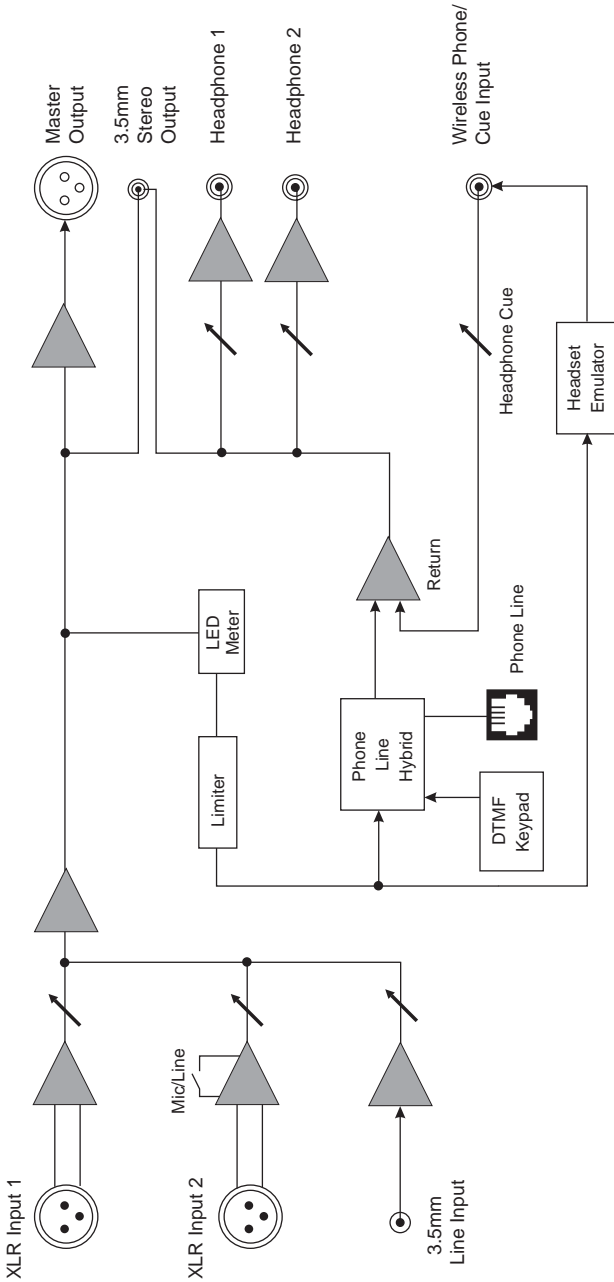 XLR Input 1
XLR Input 2
Mic/Line
3.5mm
Line Input
Limiter
LED
Meter
Phone
Line
Hybrid
DTMF
Keypad
Phone Line
Return
Master
Output
3.5mm
Stereo
Output
Headphone 1
Headphone 2
Wireless Phone/
Cue Input
Headphone Cue
Headset
Emulator